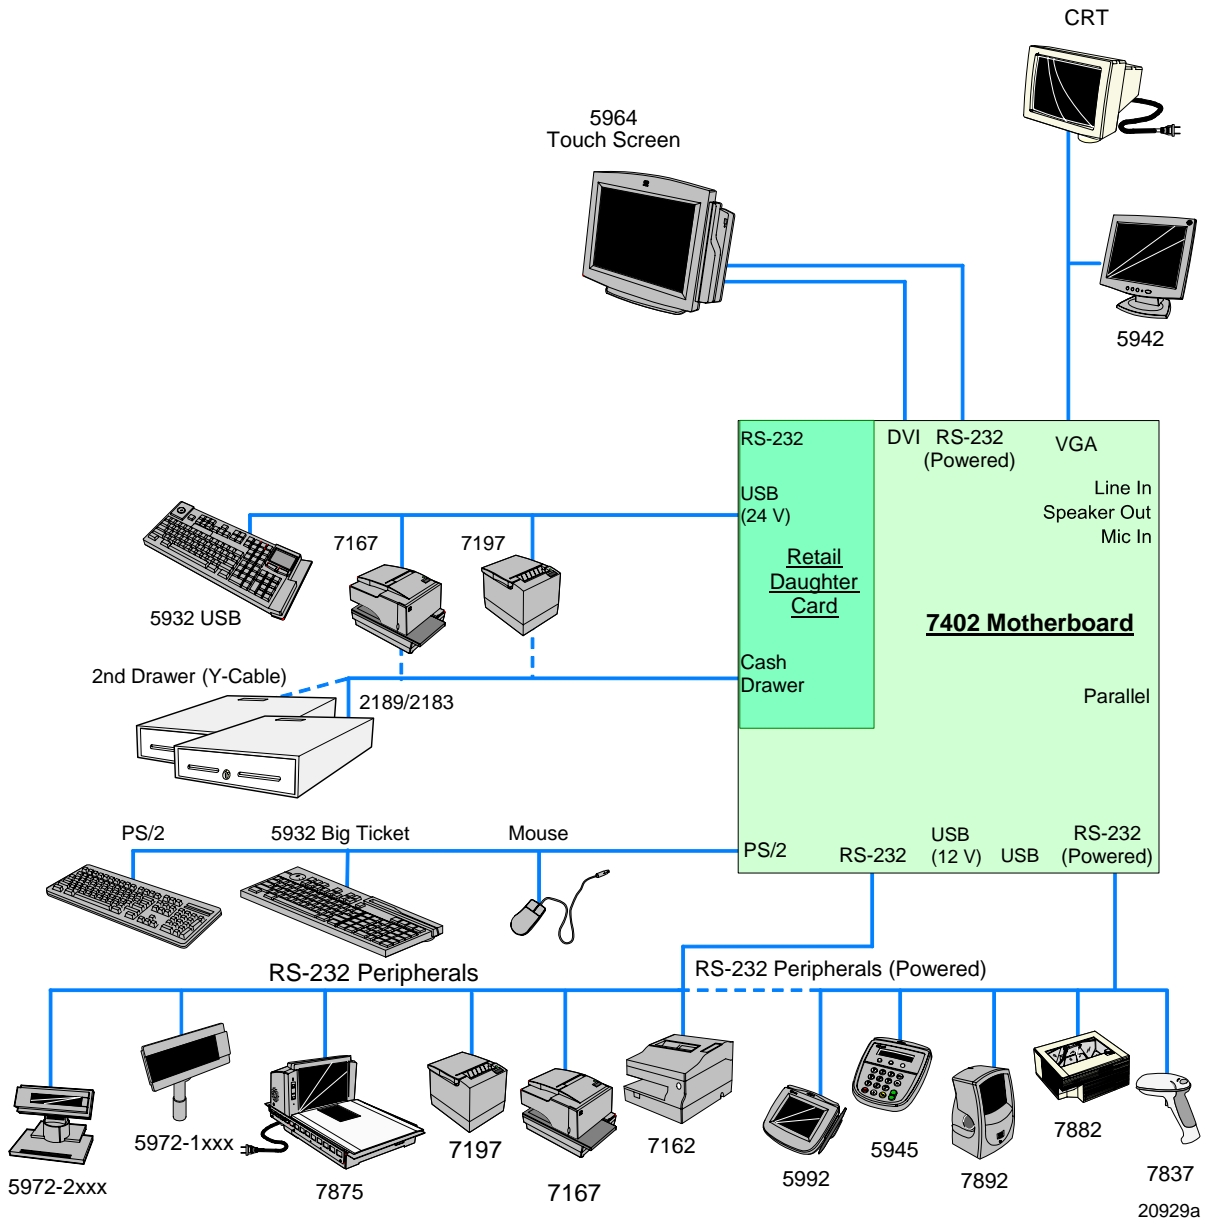 CRT
5964
Touch Screen
5942
RS-232
DVI
RS-232
(Powered)
VGA
USB
(24 V)
Line In
Speaker Out
Mic In
7167
7197
Retail
Daughter
Card
5932 USB
7402 Motherboard
Cash
Drawer
2nd Drawer (Y-Cable)
2189/2183
Parallel
PS/2
5932 Big Ticket
Mouse
PS/2
RS-232
USB
(12 V)
USB
RS-232
(Powered)
RS-232 Peripherals
RS-232 Peripherals (Powered)
5972-2xxx
5972-1xxx
7875
7197
7167
7162
5992
5945
7892
7882
7837
20929a